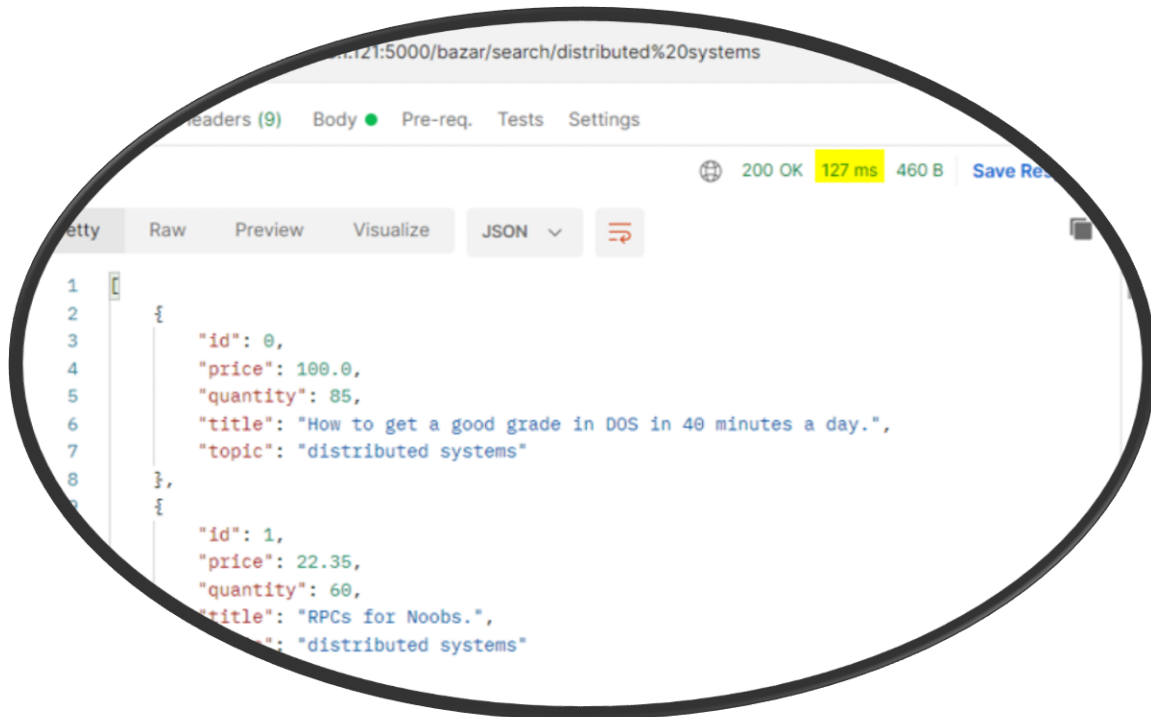 .121:5000/bazar/search/distributed%20systems
Headers (9) Body Pre-req. Tests Settings
200 OK 127 ms 460 B Save Res
etty Raw Preview Visualize JSON
1 [
2 {
3 "id": 0,
4 "price": 100.0,
5 "quantity": 85,
6 "title": "How to get a good grade in DOS in 40 minutes a day.",
7 "topic": "distributed systems"
8 },
{
"id": 1,
"price": 22.35,
"quantity": 60,
"title": "RPCs for Noobs.",
": "distributed systems"